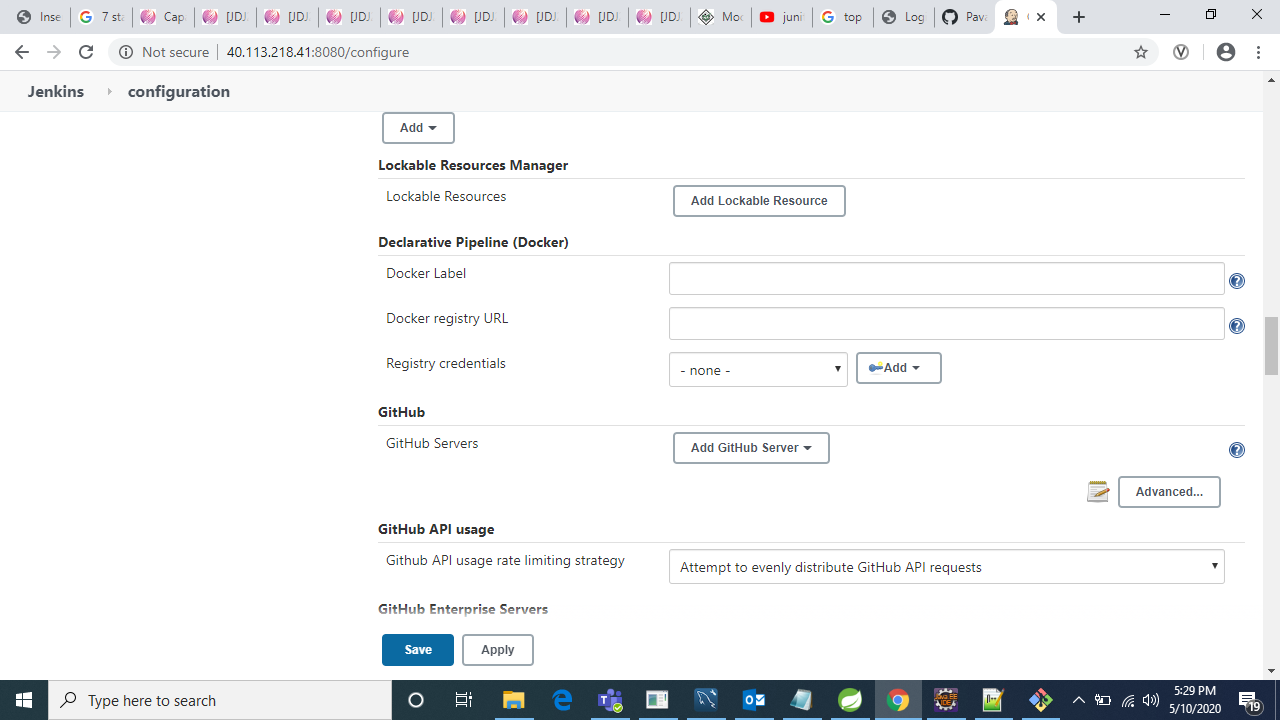 Inse
7 sta
Cap
[JDJ
[JDJ
[JDJ
[JDJ
[JDJ
[JDJ
[JDJ
[JDJ
Moc
junit
top
Log
Pava
Not secure
40.113.218.41:8080/configure
Jenkins
configuration
Add
Lockable Resources Manager
Lockable Resources
Add Lockable Resource
Declarative Pipeline (Docker)
Docker Label
Docker registry URL
Registry credentials
- none -
Add
GitHub
GitHub Servers
Add GitHub Server
Advanced...
GitHub API usage
Github API usage rate limiting strategy
Attempt to evenly distribute GitHub API requests
GitHub Enterprise Servers
Save
Apply
Type here to search
5:29 PM
5/10/2020
19